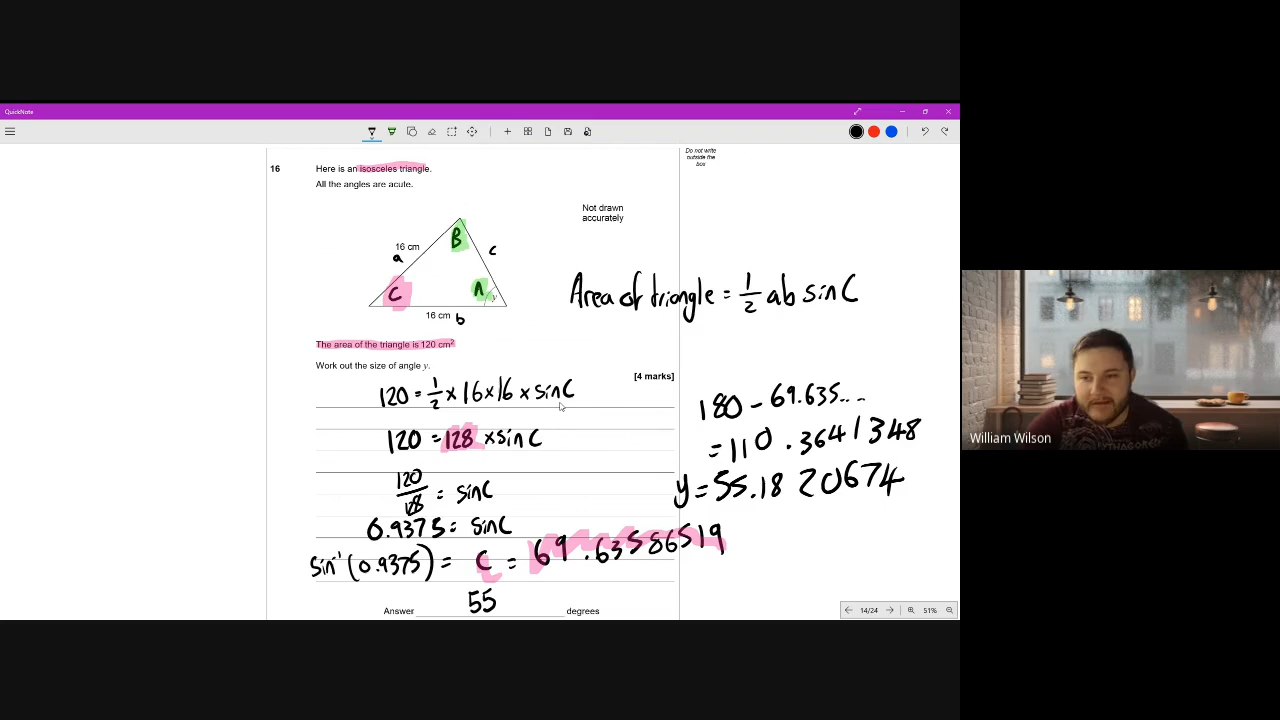 QuickNote
Do not write
outside the
box
16 Here is an isosceles triangle.
All the angles are acute.
Not drawn
accurately
B
16 cm
a
c
C
A
y
16 cm b
Area of triangle = 1/2 ab sin C
The area of the triangle is 120 cm²
Work out the size of angle y.
[4 marks]
120 = 1/2 × 16 × 16 × sin C
120 = 128 × sin C
120/128 = sin C
0.9375 = sin C
sin⁻¹(0.9375) = C = 69.63586519
180 - 69.635...
= 110.3641348
y = 55.1820674
55
Answer degrees
14/24
51%
William Wilson